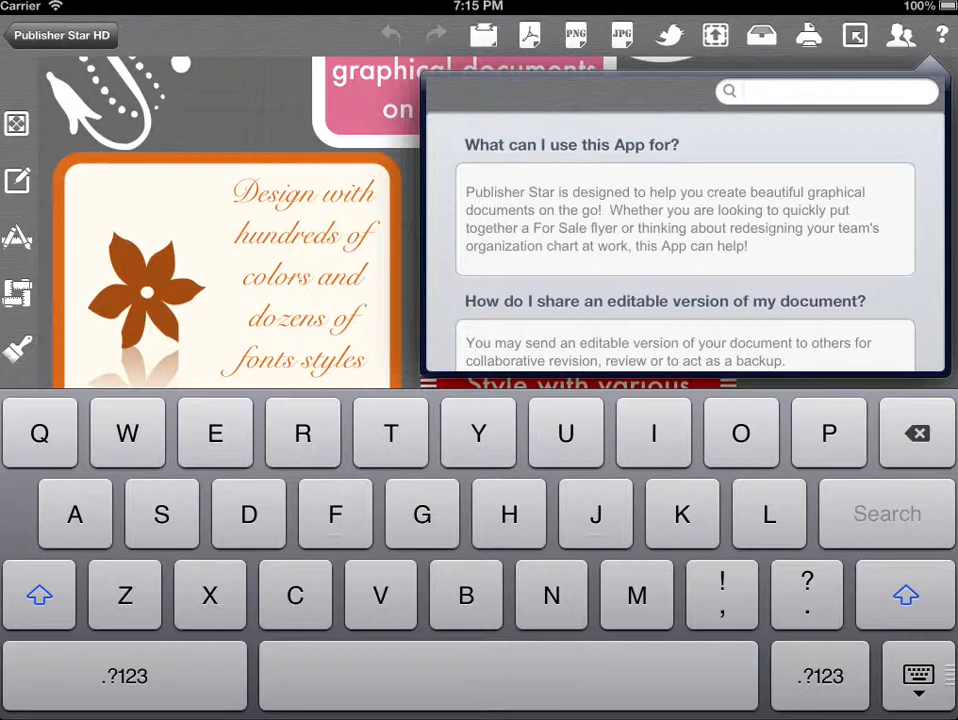 Carrier
7:15 PM
100%
Publisher Star HD
PNG
JPG
?
graphical documents
on
Design with
hundreds of
colors and
dozens of
fonts styles
What can I use this App for?
Publisher Star is designed to help you create beautiful graphical
documents on the go!  Whether you are looking to quickly put
together a For Sale flyer or thinking about redesigning your team's
organization chart at work, this App can help!
How do I share an editable version of my document?
You may send an editable version of your document to others for
collaborative revision, review or to act as a backup.
Style with various
Q W E R T Y U I O P
A S D F G H J K L Search
Z X C V B N M ! , ? .
.?123 .?123